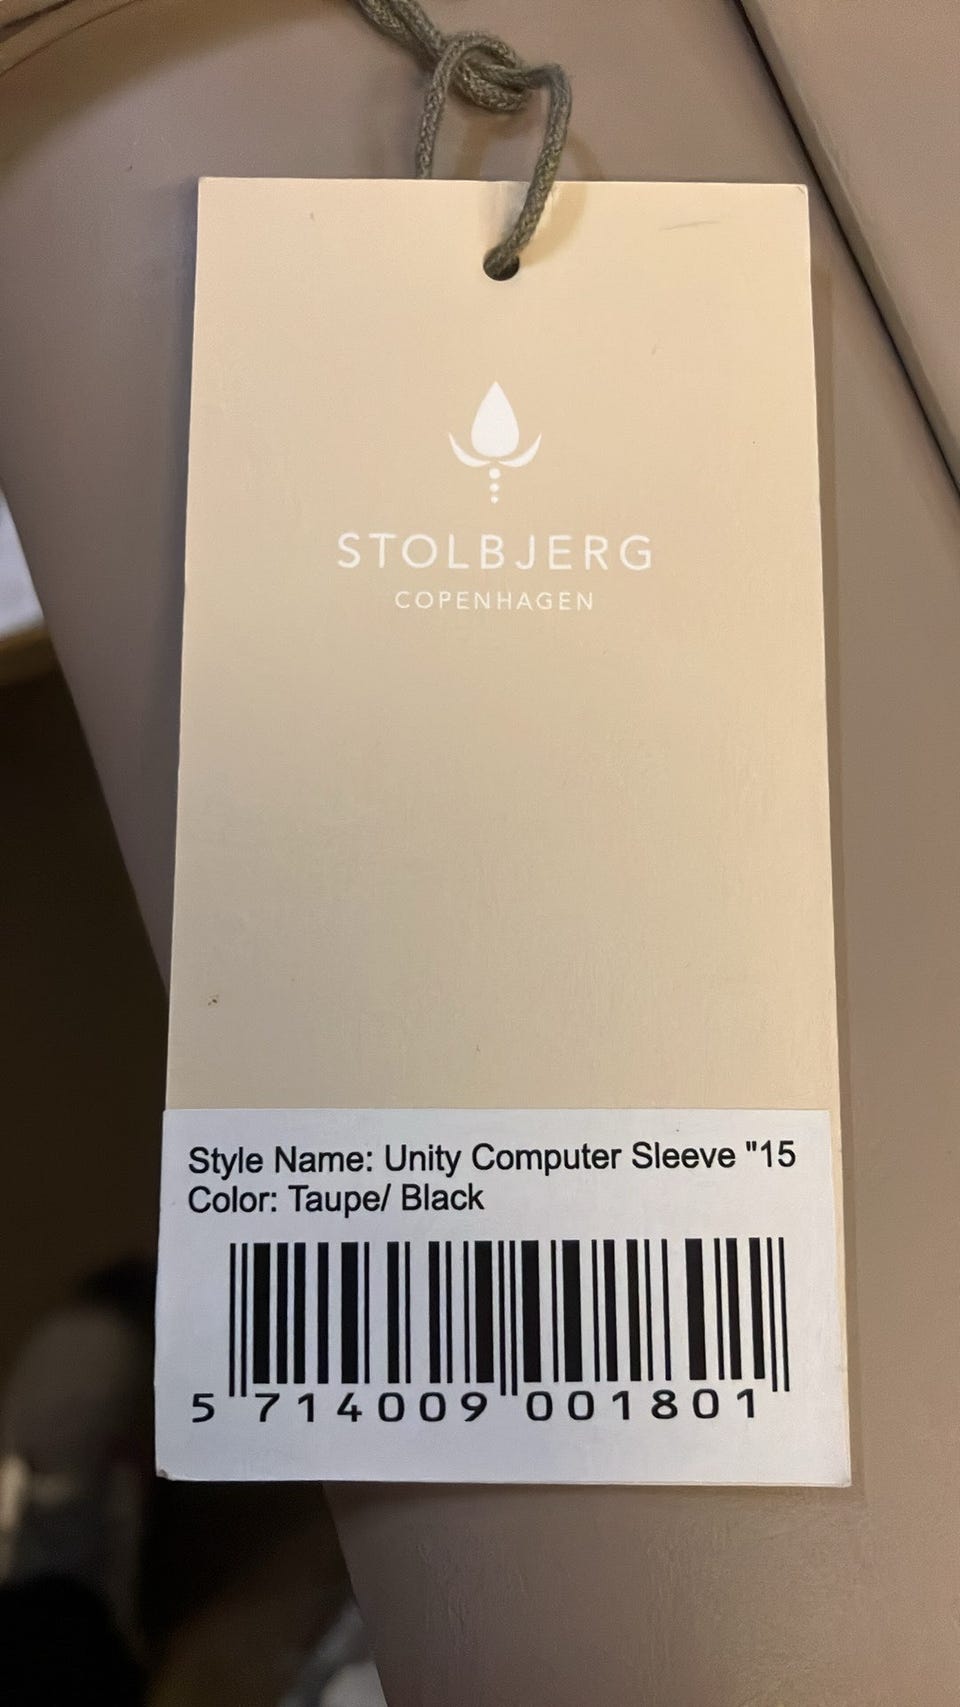 STOLBJERG
COPENHAGEN
Style Name: Unity Computer Sleeve "15
Color: Taupe/ Black
5 714009 001801